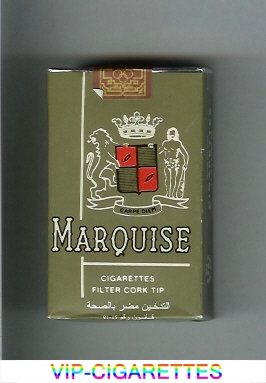 CARPE DIEM
MARQUISE
CIGARETTES
FILTER CORK TIP
التدخين مضر بالصحة
VIP-CIGARETTES